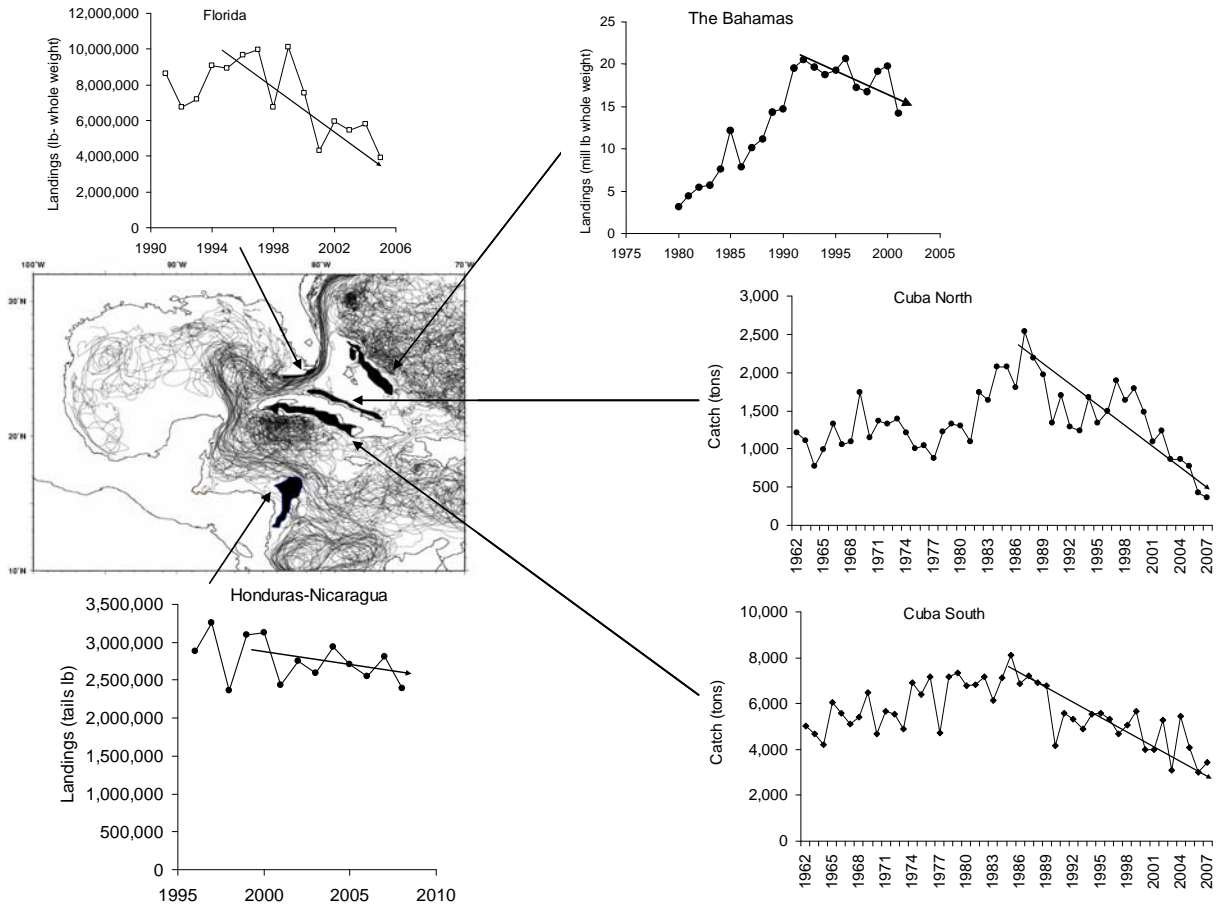 Florida
Landings (lb- whole weight)
12,000,000
10,000,000
8,000,000
6,000,000
4,000,000
2,000,000
0
1990 1994 1998 2002 2006
The Bahamas
Landings (mill lb whole weight)
25
20
15
10
5
0
1975 1980 1985 1990 1995 2000 2005
100°W 90°W 80°W 70°W
30°N
20°N
10°N
Cuba North
Catch (tons)
3,000
2,500
2,000
1,500
1,000
500
0
1962 1965 1968 1971 1974 1977 1980 1983 1986 1989 1992 1995 1998 2001 2004 2007
Honduras-Nicaragua
Landings (tails lb)
3,500,000
3,000,000
2,500,000
2,000,000
1,500,000
1,000,000
500,000
0
1995 2000 2005 2010
Cuba South
Catch (tons)
10,000
8,000
6,000
4,000
2,000
0
1962 1965 1968 1971 1974 1977 1980 1983 1986 1989 1992 1995 1998 2001 2004 2007